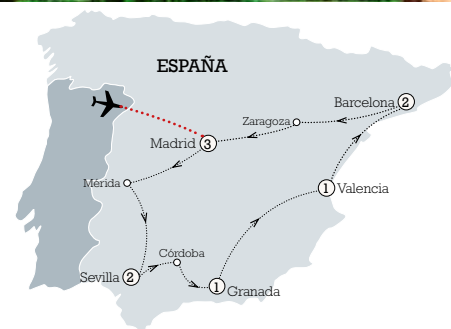 ESPAÑA
Barcelona 2
Zaragoza
Madrid 3
Mérida
1 Valencia
Córdoba
Sevilla 2
1 Granada